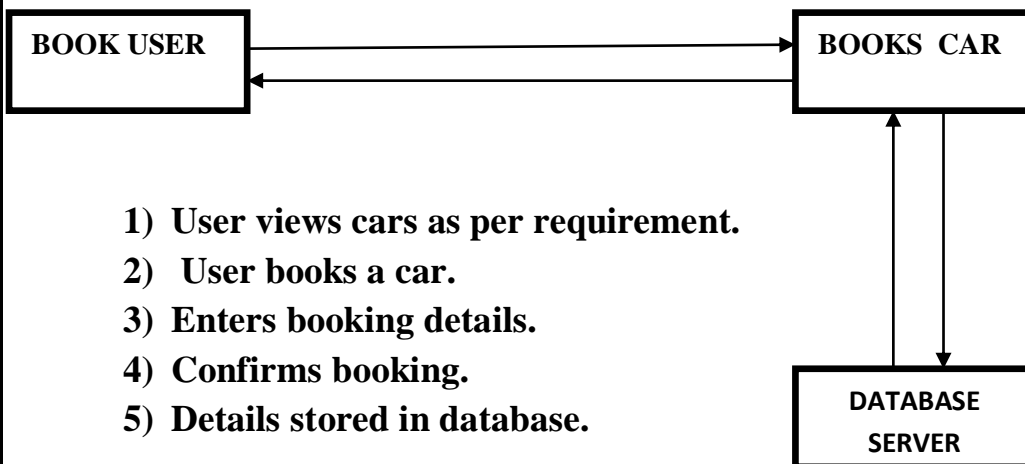 BOOK USER
BOOKS CAR
1) User views cars as per requirement.
2) User books a car.
3) Enters booking details.
4) Confirms booking.
5) Details stored in database.
DATABASE
SERVER